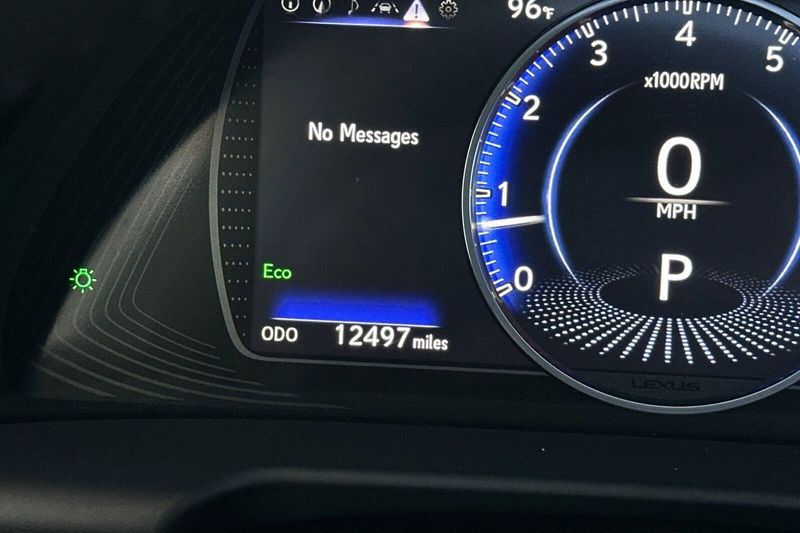 96°F
No Messages
Eco
ODO 12497 miles
0
1
2
3
4
5
x1000RPM
0
MPH
P
LEXUS